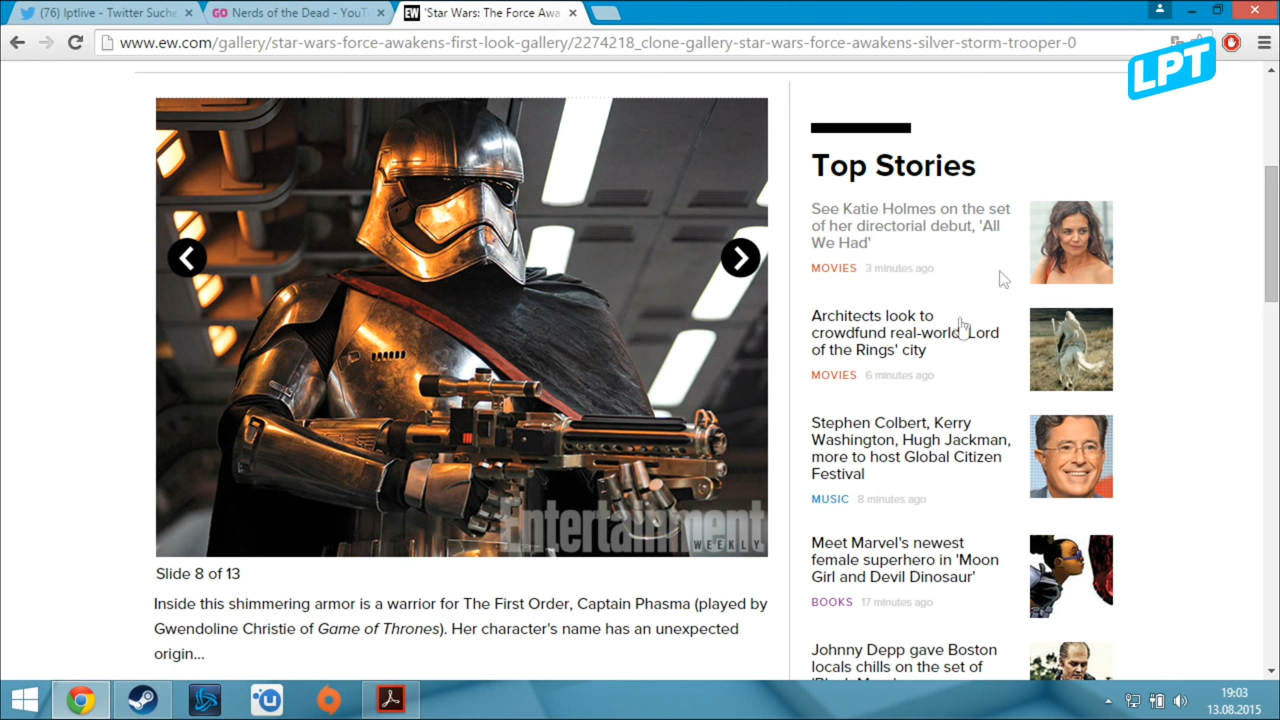 (76) lptlive - Twitter Suche
GO Nerds of the Dead - YouT
EW 'Star Wars: The Force Awa
www.ew.com/gallery/star-wars-force-awakens-first-look-gallery/2274218_clone-gallery-star-wars-force-awakens-silver-storm-trooper-0
LPT
Entertainment
WEEKLY
Slide 8 of 13
Inside this shimmering armor is a warrior for The First Order, Captain Phasma (played by
Gwendoline Christie of Game of Thrones). Her character's name has an unexpected
origin...
Top Stories
See Katie Holmes on the set
of her directorial debut, 'All
We Had'
MOVIES 3 minutes ago
Architects look to
crowdfund real-world 'Lord
of the Rings' city
MOVIES 6 minutes ago
Stephen Colbert, Kerry
Washington, Hugh Jackman,
more to host Global Citizen
Festival
MUSIC 8 minutes ago
Meet Marvel's newest
female superhero in 'Moon
Girl and Devil Dinosaur'
BOOKS 17 minutes ago
Johnny Depp gave Boston
locals chills on the set of
19:03
13.08.2015